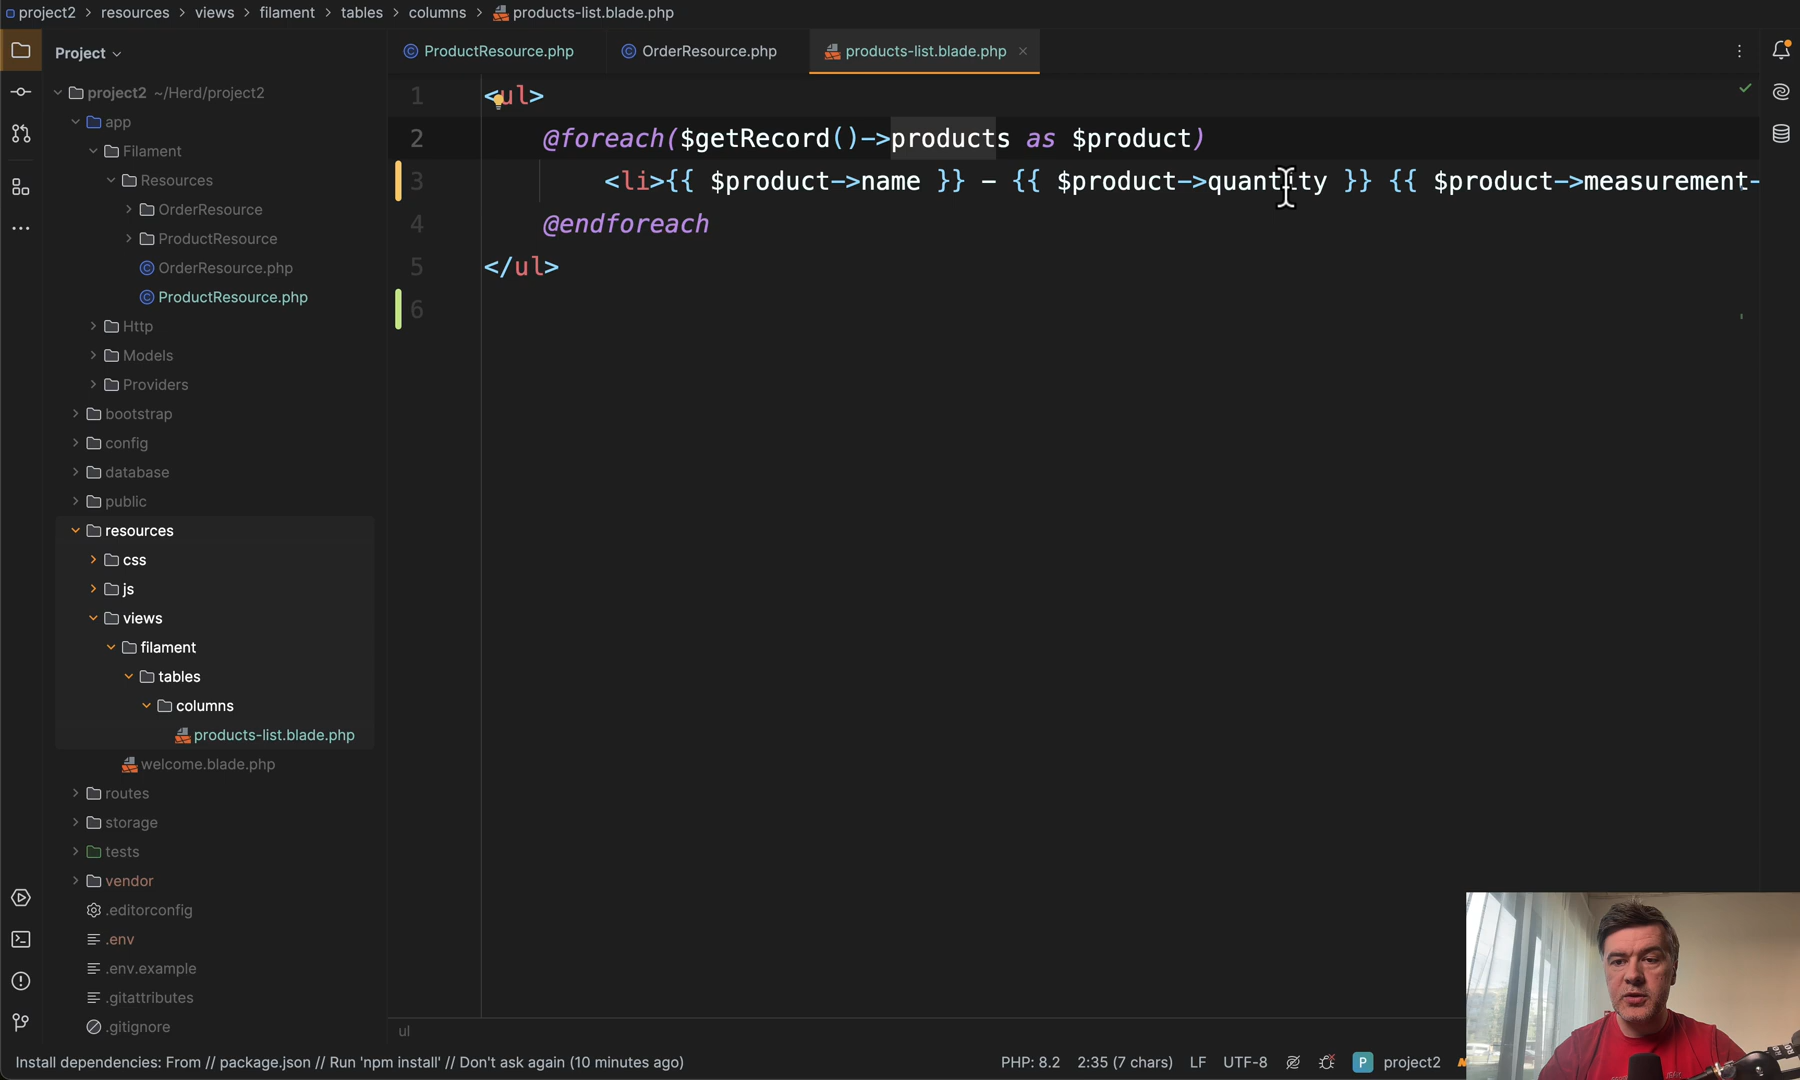 project2 > resources > views > filament > tables > columns > products-list.blade.php
Project
ProductResource.php
OrderResource.php
products-list.blade.php
project2 ~/Herd/project2
app
Filament
Resources
OrderResource
ProductResource
OrderResource.php
ProductResource.php
Http
Models
Providers
bootstrap
config
database
public
resources
css
js
views
filament
tables
columns
products-list.blade.php
welcome.blade.php
routes
storage
tests
vendor
.editorconfig
.env
.env.example
.gitattributes
.gitignore
1 <ul>
2 @foreach($getRecord()->products as $product)
3 <li>{{ $product->name }} - {{ $product->quantity }} {{ $product->measurement-
4 @endforeach
5 </ul>
6
ul
Install dependencies: From // package.json // Run 'npm install' // Don't ask again (10 minutes ago)
PHP: 8.2 2:35 (7 chars) LF UTF-8 P project2